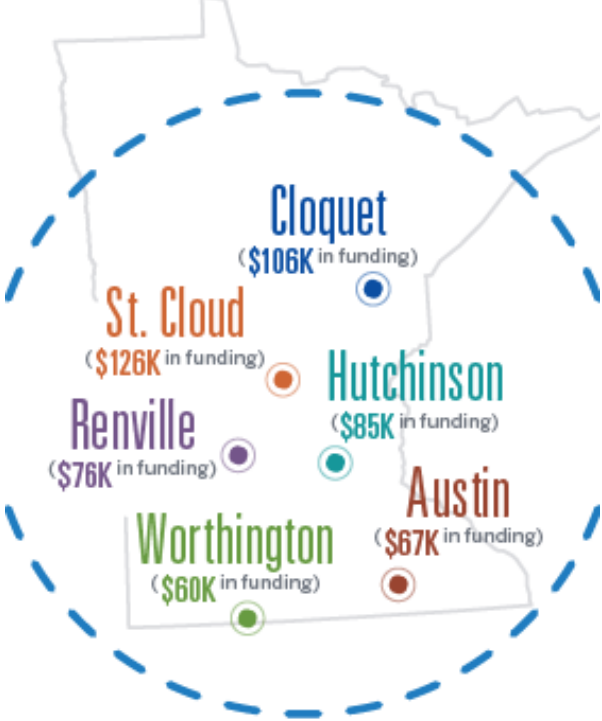 Cloquet
($106K in funding)
St. Cloud
($126K in funding)
Hutchinson
($85K in funding)
Renville
($76K in funding)
Austin
($67K in funding)
Worthington
($60K in funding)